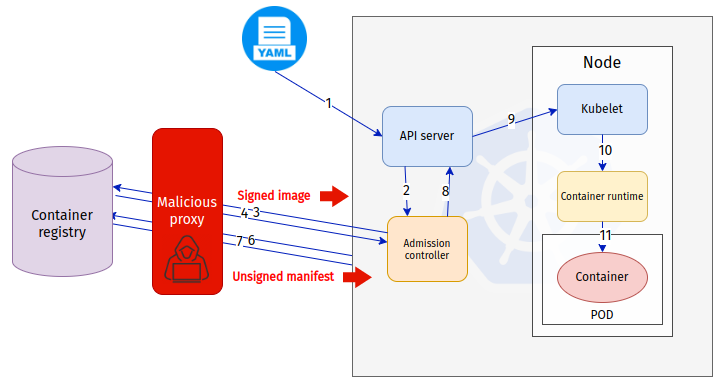 YAML
1
Node
Kubelet
9
API server
10
2
8
Container runtime
Malicious
proxy
Signed image
4
3
Container
registry
7
6
Admission
controller
11
Unsigned manifest
Container
POD